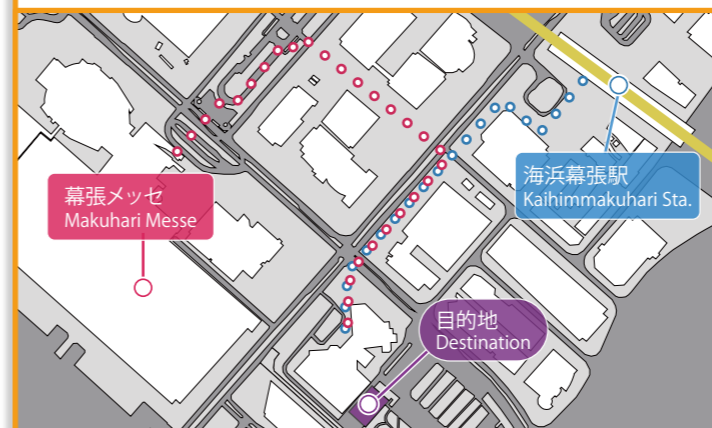 幕張メッセ
Makuhari Messe
海浜幕張駅
Kaihimmakuhari Sta.
目的地
Destination